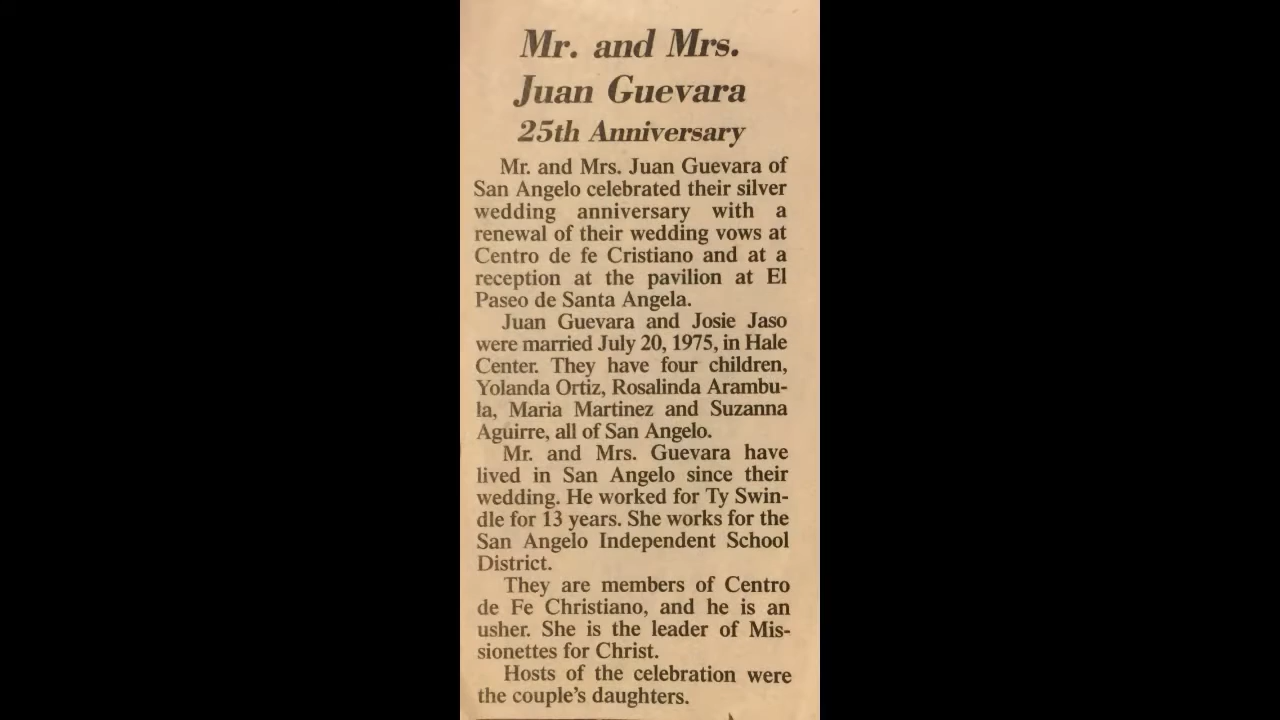 Mr. and Mrs.
Juan Guevara
25th Anniversary
Mr. and Mrs. Juan Guevara of
San Angelo celebrated their silver
wedding anniversary with a
renewal of their wedding vows at
Centro de fe Cristiano and at a
reception at the pavilion at El
Paseo de Santa Angela.
Juan Guevara and Josie Jaso
were married July 20, 1975, in Hale
Center. They have four children,
Yolanda Ortiz, Rosalinda Arambu-
la, Maria Martinez and Suzanna
Aguirre, all of San Angelo.
Mr. and Mrs. Guevara have
lived in San Angelo since their
wedding. He worked for Ty Swin-
dle for 13 years. She works for the
San Angelo Independent School
District.
They are members of Centro
de Fe Christiano, and he is an
usher. She is the leader of Mis-
sionettes for Christ.
Hosts of the celebration were
the couple's daughters.